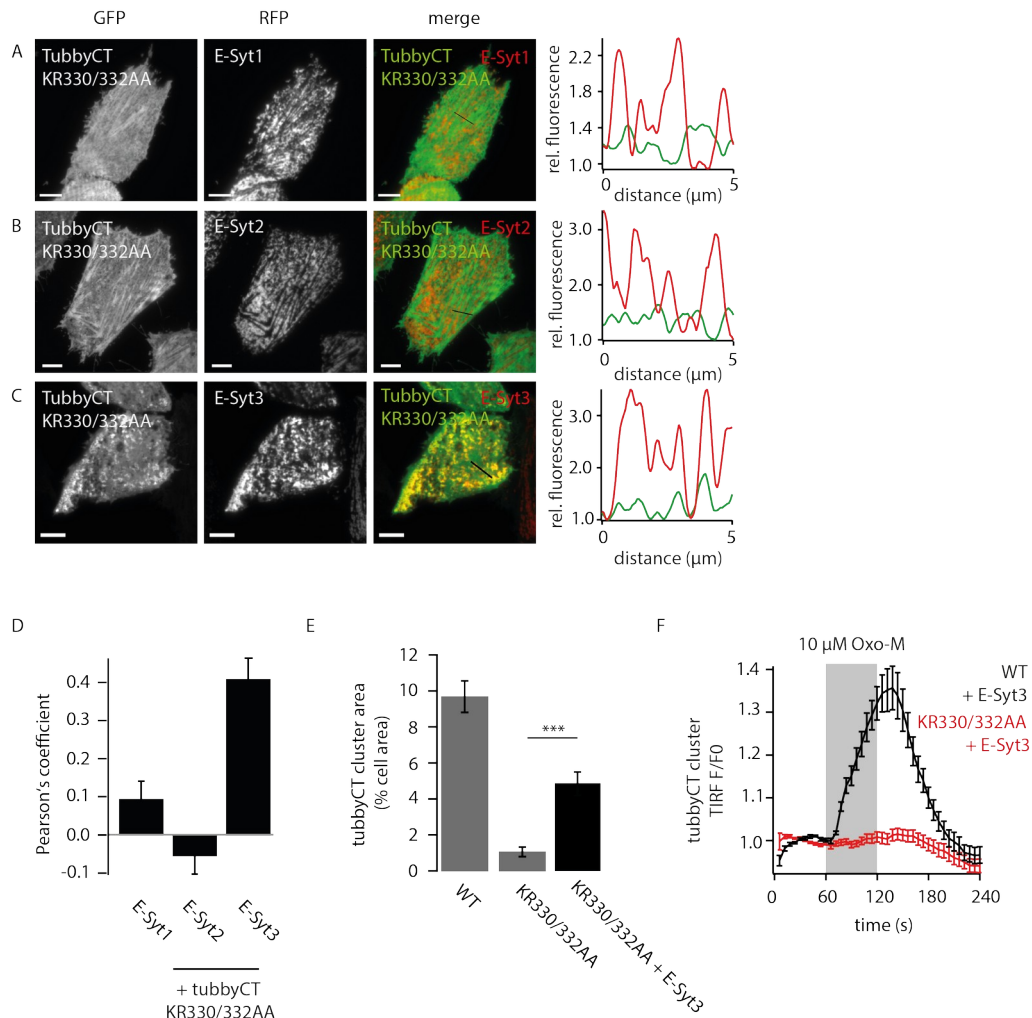 GFP RFP merge
A
TubbyCT
KR330/332AA
E-Syt1
TubbyCT E-Syt1
KR330/332AA
rel. fluorescence
2.2
1.8
1.4
1.0
0 5
distance (µm)
B
TubbyCT
KR330/332AA
E-Syt2
TubbyCT E-Syt2
KR330/332AA
rel. fluorescence
3.0
2.0
1.0
0 5
distance (µm)
C
TubbyCT
KR330/332AA
E-Syt3
TubbyCT E-Syt3
KR330/332AA
rel. fluorescence
3.0
2.0
1.0
0 5
distance (µm)
D
Pearson‘s coefficient
0.4
0.3
0.2
0.1
0.0
-0.1
E-Syt1
E-Syt2
E-Syt3
+ tubbyCT
KR330/332AA
E
tubbyCT cluster area
(% cell area)
12
10
8
6
4
2
0
***
WT
KR330/332AA
KR330/332AA + E-Syt3
F
10 µM Oxo-M
tubbyCT cluster
TIRF F/F0
1.4
1.3
1.2
1.1
1.0
WT
+ E-Syt3
KR330/332AA
+ E-Syt3
0 60 120 180 240
time (s)